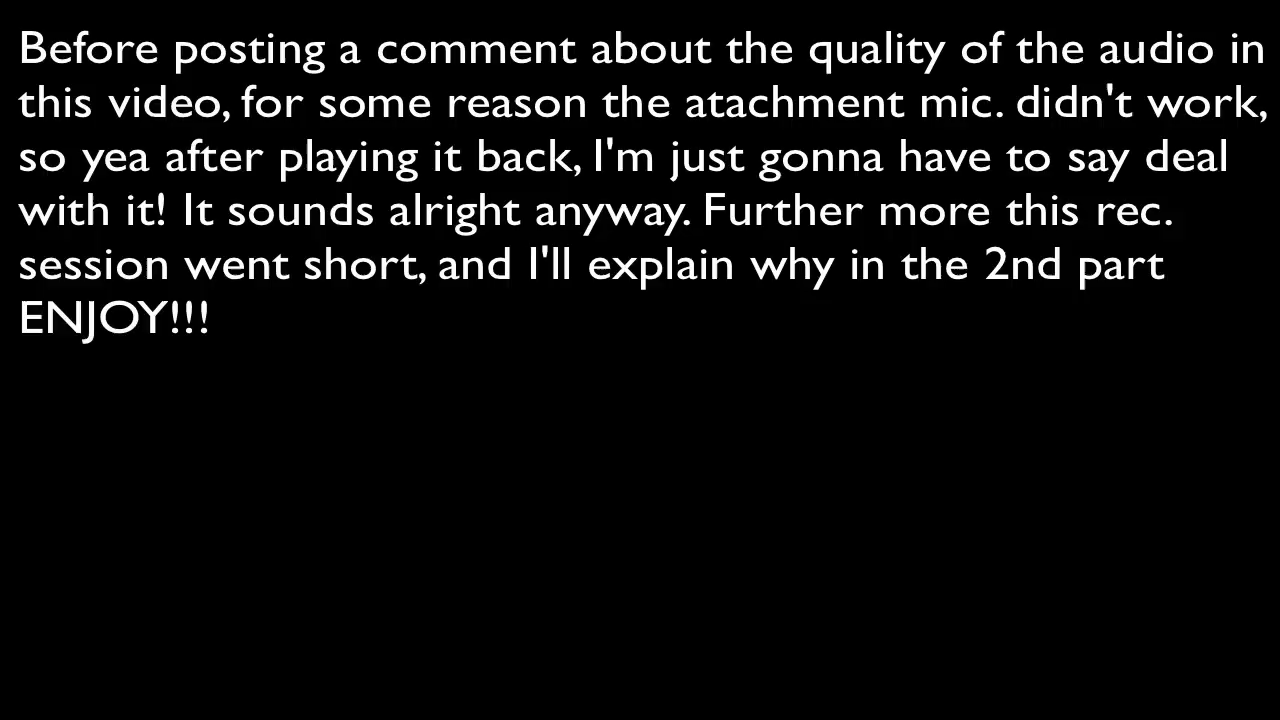 Before posting a comment about the quality of the audio in
this video, for some reason the atachment mic. didn't work,
so yea after playing it back, I'm just gonna have to say deal
with it! It sounds alright anyway. Further more this rec.
session went short, and I'll explain why in the 2nd part
ENJOY!!!